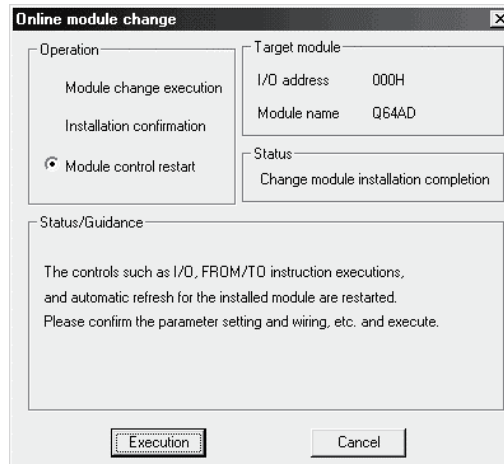 Online module change
Operation
Module change execution
Installation confirmation
Module control restart
Target module
I/O address 000H
Module name Q64AD
Status
Change module installation completion
Status/Guidance
The controls such as I/O, FROM/TO instruction executions,
and automatic refresh for the installed module are restarted.
Please confirm the parameter setting and wiring, etc. and execute.
Execution
Cancel